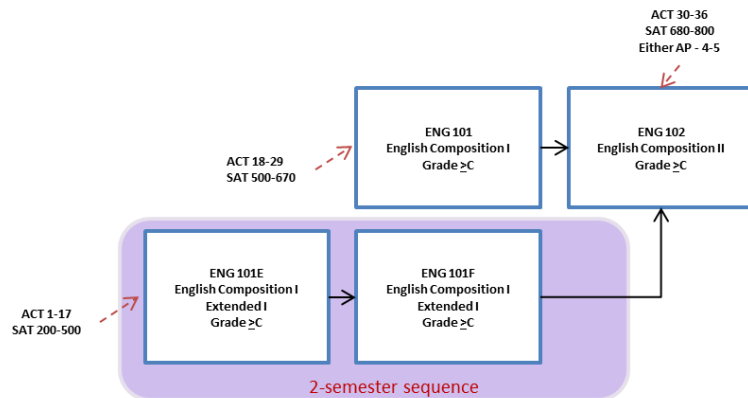 ACT 30-36
SAT 680-800
Either AP - 4-5
ENG 101
English Composition I
Grade >C
ENG 102
English Composition II
Grade >C
ACT 18-29
SAT 500-670
ENG 101E
English Composition I
Extended I
Grade >C
ENG 101F
English Composition I
Extended I
Grade >C
ACT 1-17
SAT 200-500
2-semester sequence